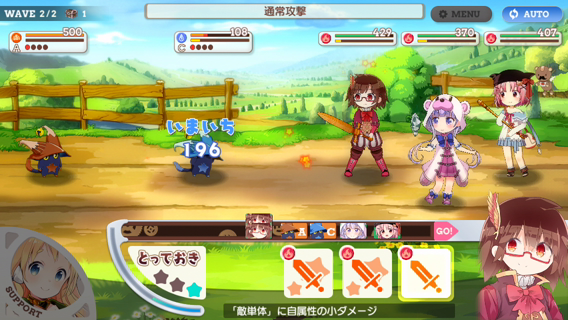 WAVE 2/2 1
通常攻撃
MENU
AUTO
500
A
108
C
429
370
407
いまいち
196
A C GO!
とっておき
SUPPORT
「敵単体」に自属性の小ダメージ